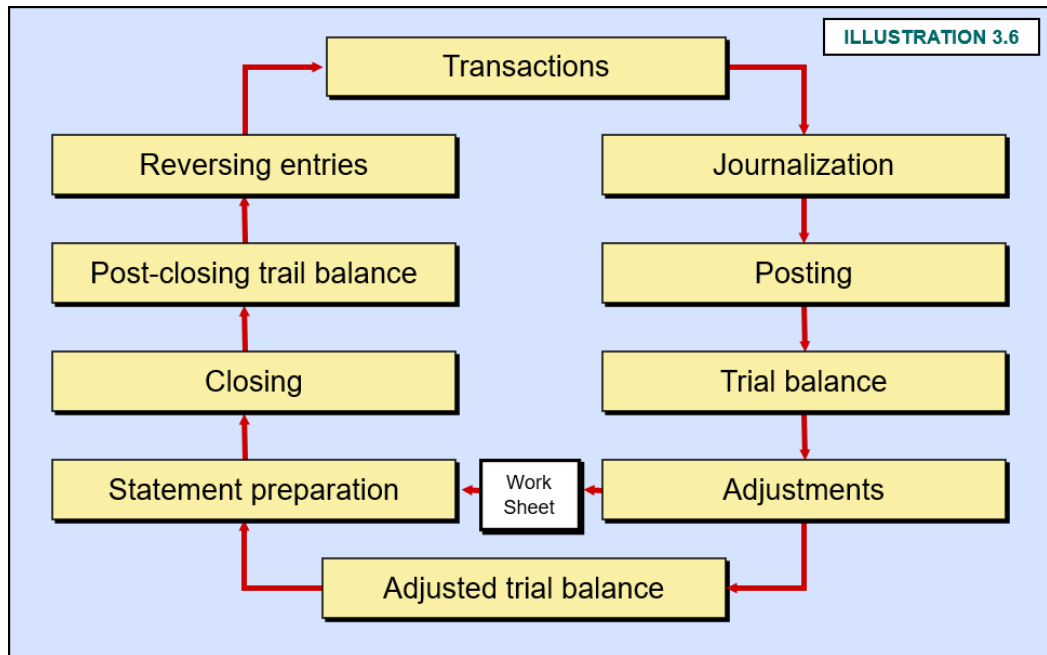 ILLUSTRATION 3.6
Transactions
Reversing entries
Journalization
Post-closing trail balance
Posting
Closing
Trial balance
Statement preparation
Work
Sheet
Adjustments
Adjusted trial balance